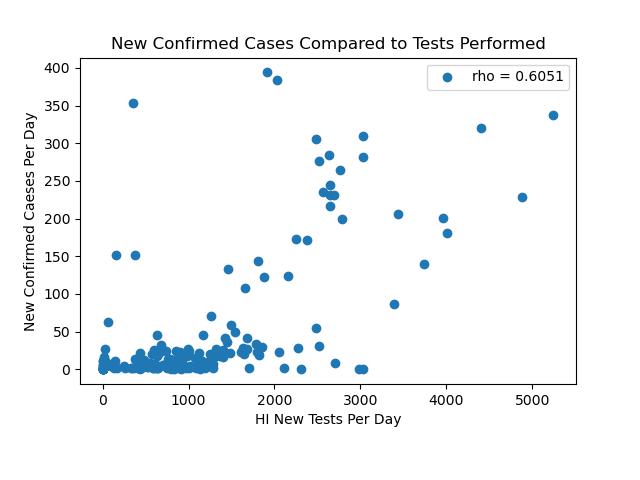 New Confirmed Cases Compared to Tests Performed
rho = 0.6051
400
350
300
250
200
150
100
50
0
New Confirmed Caeses Per Day
0 1000 2000 3000 4000 5000
HI New Tests Per Day